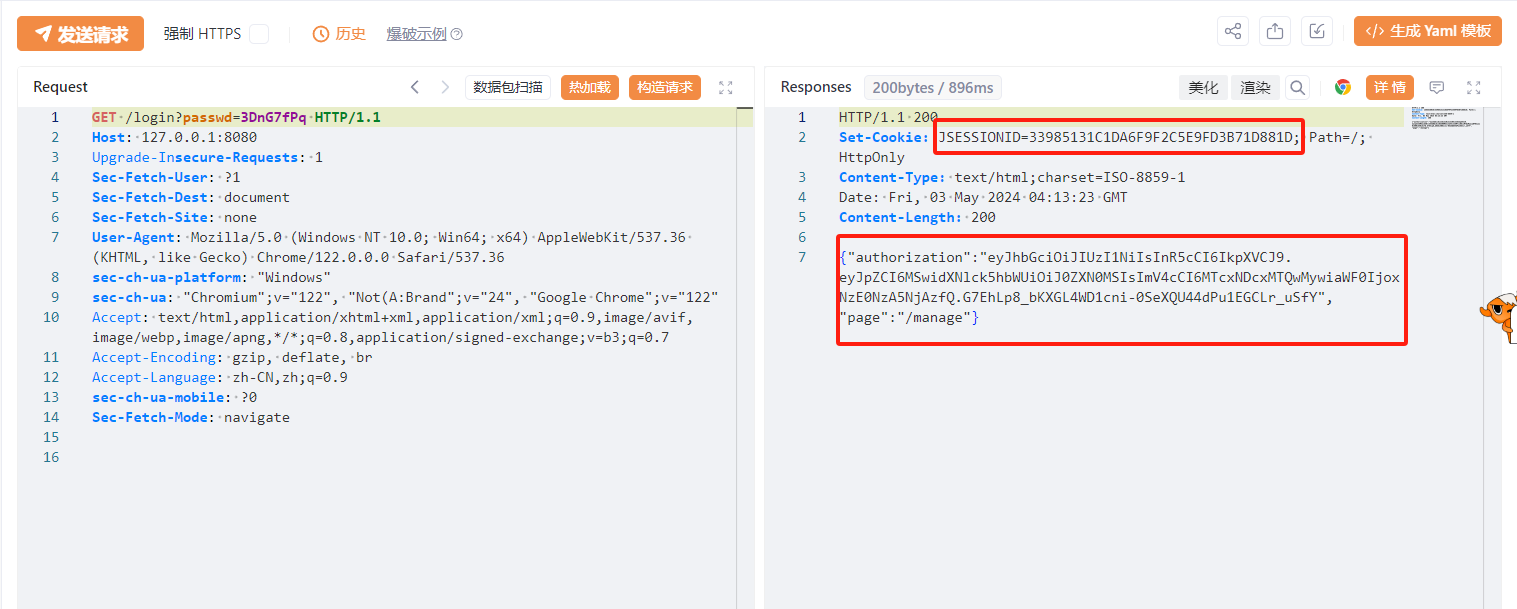 发送请求 强制 HTTPS 历史 爆破示例 生成 Yaml 模板
Request 数据包扫描 热加载 构造请求
1 GET /login?passwd=3DnG7fPq HTTP/1.1
2 Host: 127.0.0.1:8080
3 Upgrade-Insecure-Requests: 1
4 Sec-Fetch-User: ?1
5 Sec-Fetch-Dest: document
6 Sec-Fetch-Site: none
7 User-Agent: Mozilla/5.0 (Windows NT 10.0; Win64; x64) AppleWebKit/537.36
(KHTML, like Gecko) Chrome/122.0.0.0 Safari/537.36
8 sec-ch-ua-platform: "Windows"
9 sec-ch-ua: "Chromium";v="122", "Not(A:Brand";v="24", "Google Chrome";v="122"
10 Accept: text/html,application/xhtml+xml,application/xml;q=0.9,image/avif,
image/webp,image/apng,*/*;q=0.8,application/signed-exchange;v=b3;q=0.7
11 Accept-Encoding: gzip, deflate, br
12 Accept-Language: zh-CN,zh;q=0.9
13 sec-ch-ua-mobile: ?0
14 Sec-Fetch-Mode: navigate
15
16
Responses 200bytes / 896ms 美化 渲染 详情
1 HTTP/1.1 200
2 Set-Cookie: JSESSIONID=33985131C1DA6F9F2C5E9FD3B71D881D; Path=/;
HttpOnly
3 Content-Type: text/html;charset=ISO-8859-1
4 Date: Fri, 03 May 2024 04:13:23 GMT
5 Content-Length: 200
6
7 {"authorization":"eyJhbGciOiJIUzI1NiIsInR5cCI6IkpXVCJ9.
eyJpZCI6MSwidXNlck5hbWUiOiJ0ZXN0MSIsImV4cCI6MTcxNDcxMTQwMywiaWF0Ijox
NzE0NzA5NjAzfQ.G7EhLp8_bKXGL4WD1cni-0SeXQU44dPu1EGCLr_uSfY",
"page":"/manage"}